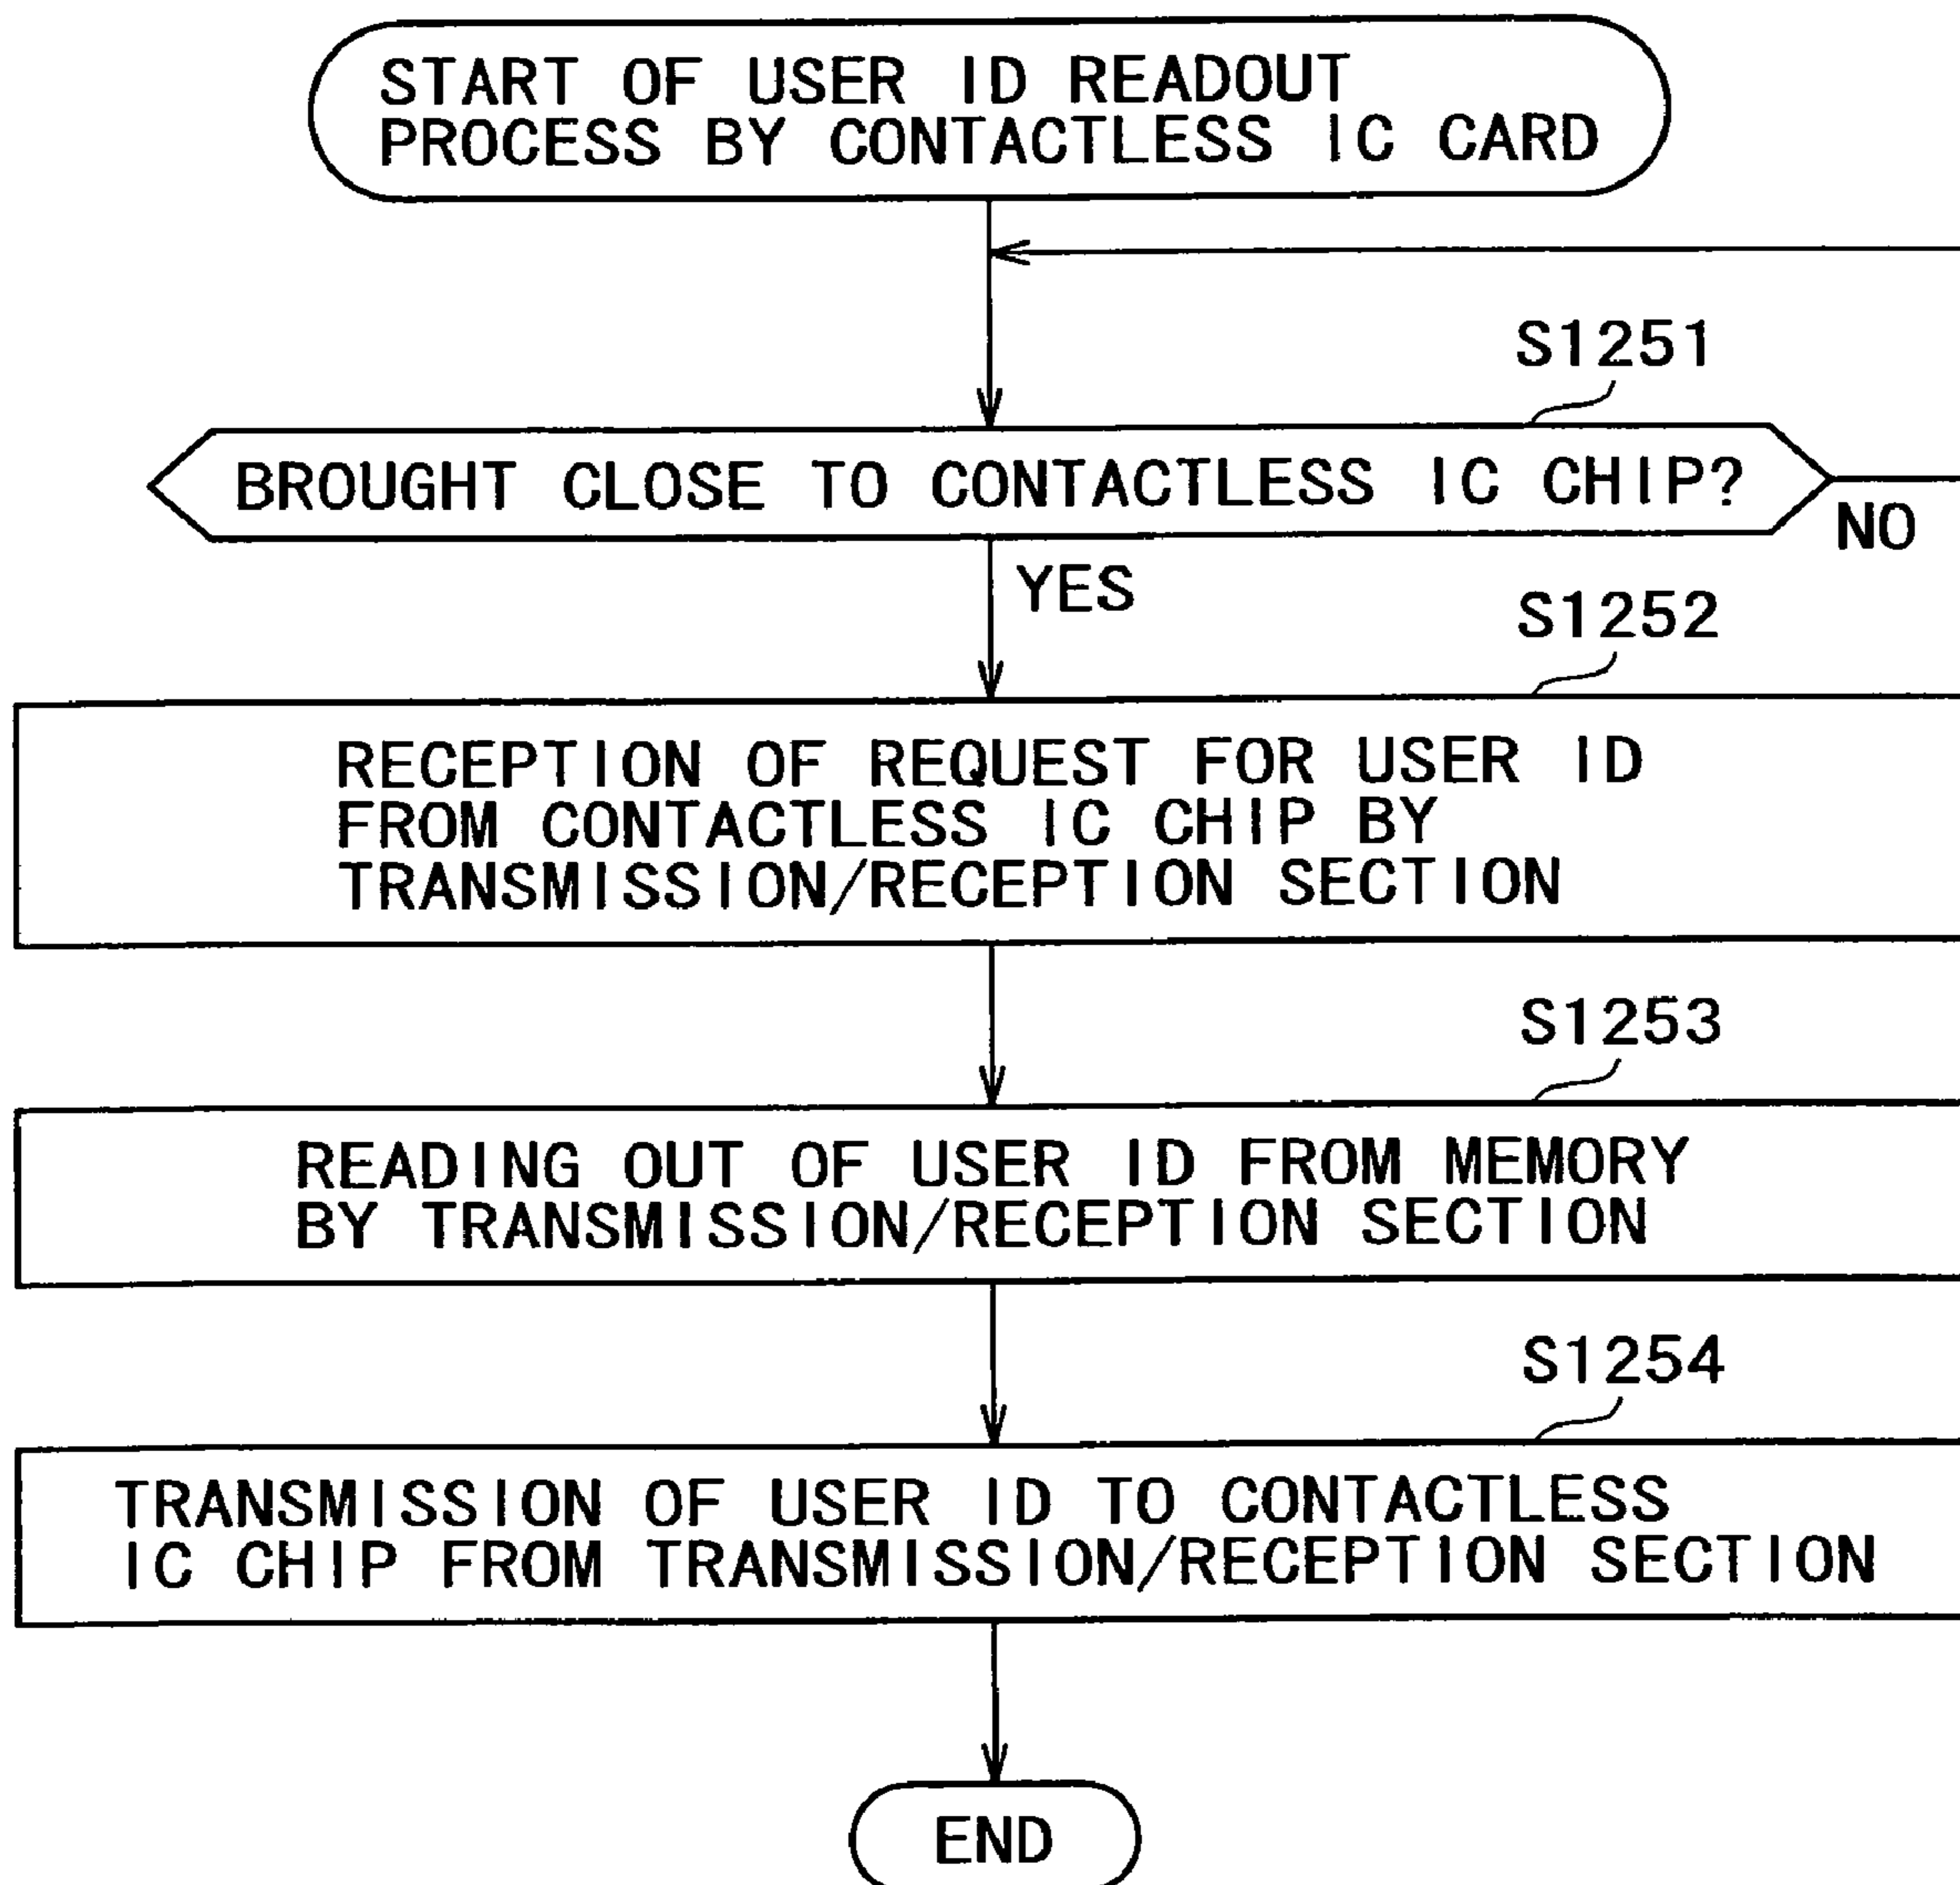 START OF USER ID READOUT
PROCESS BY CONTACTLESS IC CARD
S1251
BROUGHT CLOSE TO CONTACTLESS IC CHIP?
NO
YES
S1252
RECEPTION OF REQUEST FOR USER ID
FROM CONTACTLESS IC CHIP BY
TRANSMISSION/RECEPTION SECTION
S1253
READING OUT OF USER ID FROM MEMORY
BY TRANSMISSION/RECEPTION SECTION
S1254
TRANSMISSION OF USER ID TO CONTACTLESS
IC CHIP FROM TRANSMISSION/RECEPTION SECTION
END